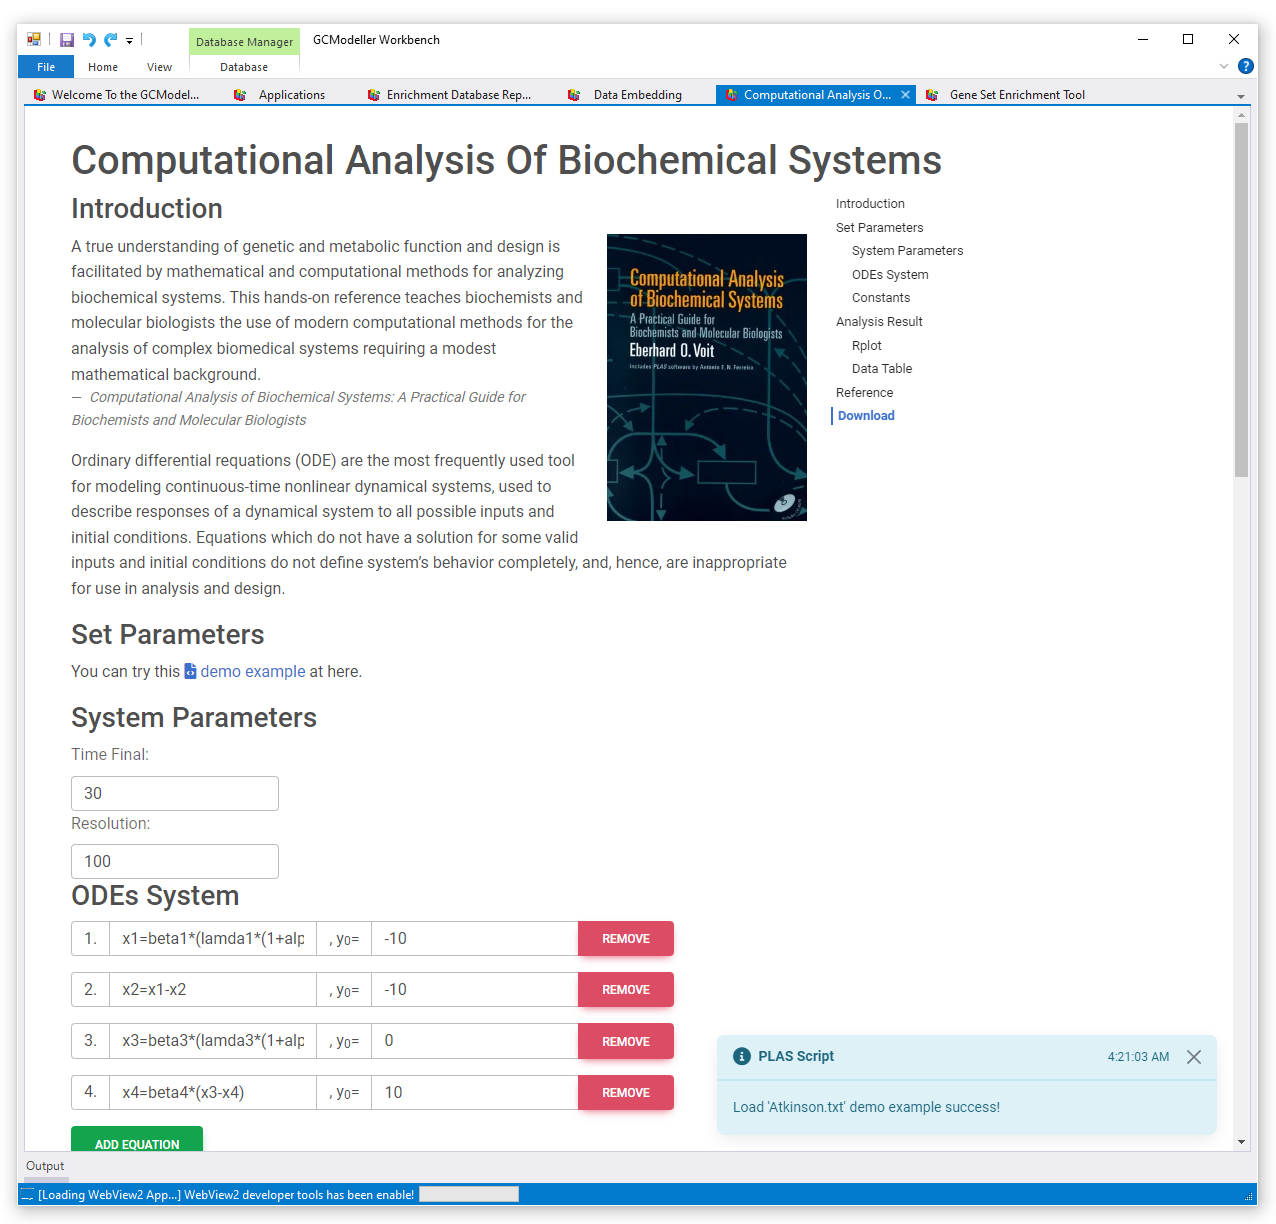 Database Manager
GCModeller Workbench
File
Home
View
Database
Welcome To the GCModel...
Applications
Enrichment Database Rep...
Data Embedding
Computational Analysis O...
Gene Set Enrichment Tool
Computational Analysis Of Biochemical Systems
Introduction
A true understanding of genetic and metabolic function and design is
facilitated by mathematical and computational methods for analyzing
biochemical systems. This hands-on reference teaches biochemists and
molecular biologists the use of modern computational methods for the
analysis of complex biomedical systems requiring a modest
mathematical background.
— Computational Analysis of Biochemical Systems: A Practical Guide for
Biochemists and Molecular Biologists
Computational Analysis
of Biochemical Systems
A Practical Guide for
Biochemists and Molecular Biologists
Eberhard O. Voit
Includes PLAS software by Antonio E. N. Ferreira
Ordinary differential requations (ODE) are the most frequently used tool
for modeling continuous-time nonlinear dynamical systems, used to
describe responses of a dynamical system to all possible inputs and
initial conditions. Equations which do not have a solution for some valid
inputs and initial conditions do not define system's behavior completely, and, hence, are inappropriate
for use in analysis and design.
Introduction
Set Parameters
System Parameters
ODEs System
Constants
Analysis Result
Rplot
Data Table
Reference
Download
Set Parameters
You can try this demo example at here.
System Parameters
Time Final:
30
Resolution:
100
ODEs System
1. x1=beta1*(lamda1*(1+alp , y0= -10 REMOVE
2. x2=x1-x2 , y0= -10 REMOVE
3. x3=beta3*(lamda3*(1+alp , y0= 0 REMOVE
4. x4=beta4*(x3-x4) , y0= 10 REMOVE
ADD EQUATION
PLAS Script 4:21:03 AM
Load 'Atkinson.txt' demo example success!
Output
[Loading WebView2 App...] WebView2 developer tools has been enable!